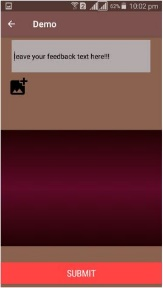 62% 10:02 pm
Demo
leave your feedback text here!!!
SUBMIT